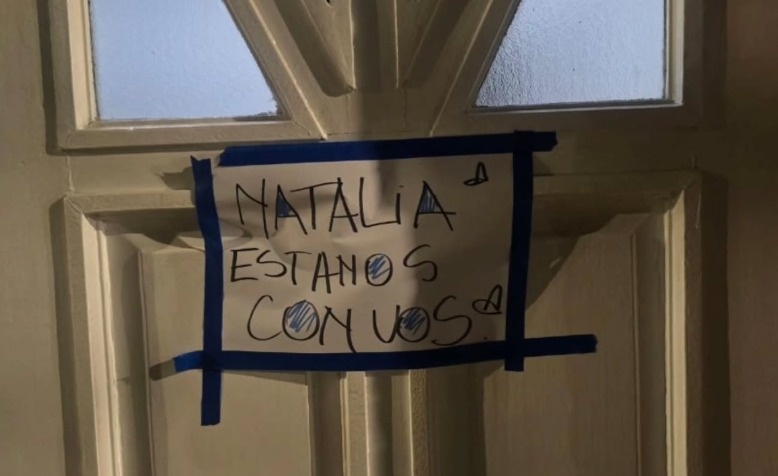 NATALIA
ESTAMOS
CON VOS.